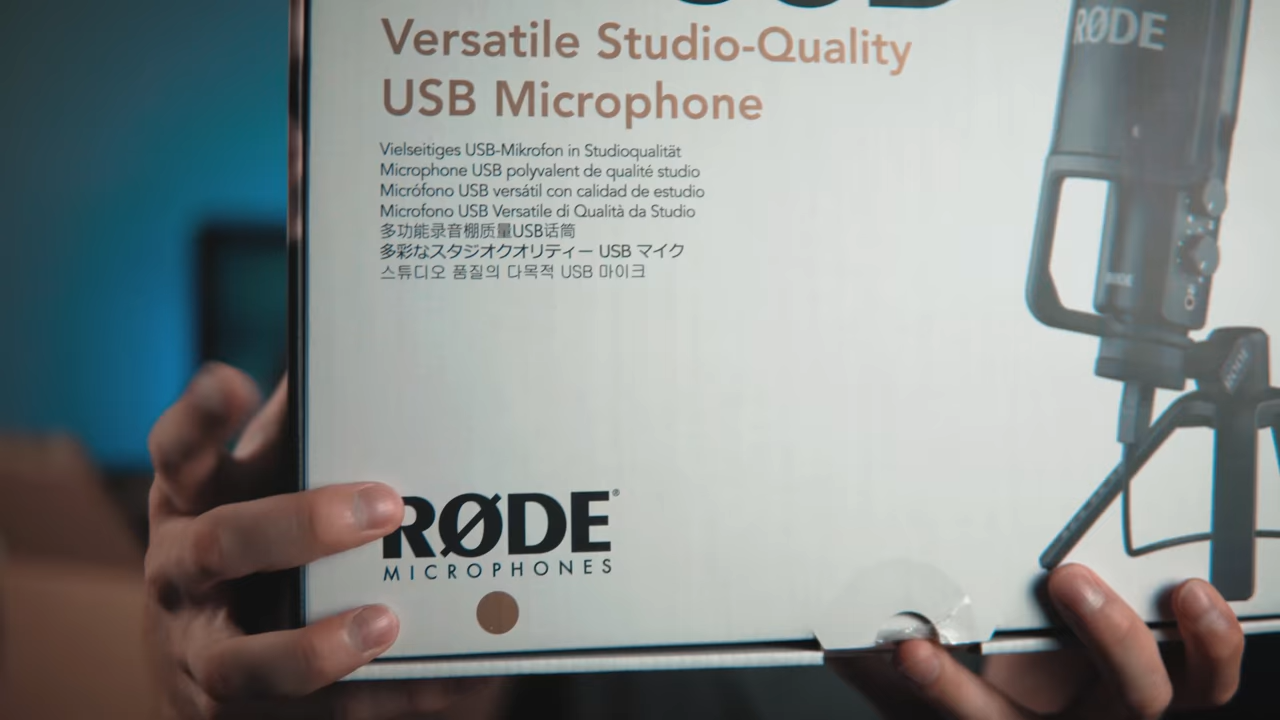 Versatile Studio-Quality
USB Microphone
Vielseitiges USB-Mikrofon in Studioqualität
Microphone USB polyvalent de qualité studio
Micrófono USB versátil con calidad de estudio
Microfono USB Versatile di Qualità da Studio
多功能录音棚质量USB话筒
多彩なスタジオクオリティー USB マイク
스튜디오 품질의 다목적 USB 마이크
RØDE
RØDE
RØDE
RØDE®
MICROPHONES